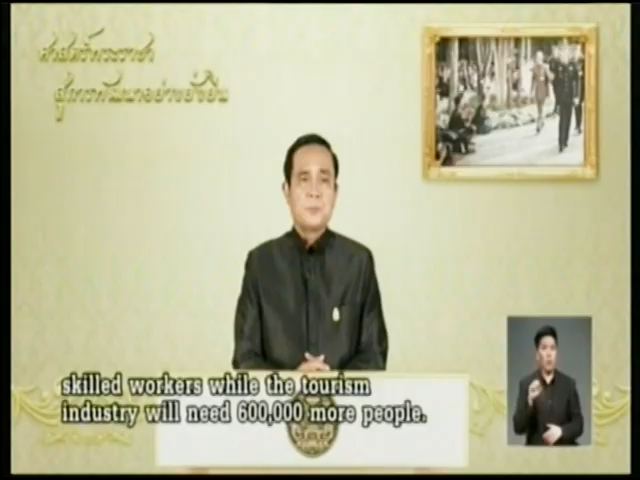 ศาสตร์พระราชา
สู่การพัฒนาอย่างยั่งยืน
skilled workers while the tourism
industry will need 600,000 more people.